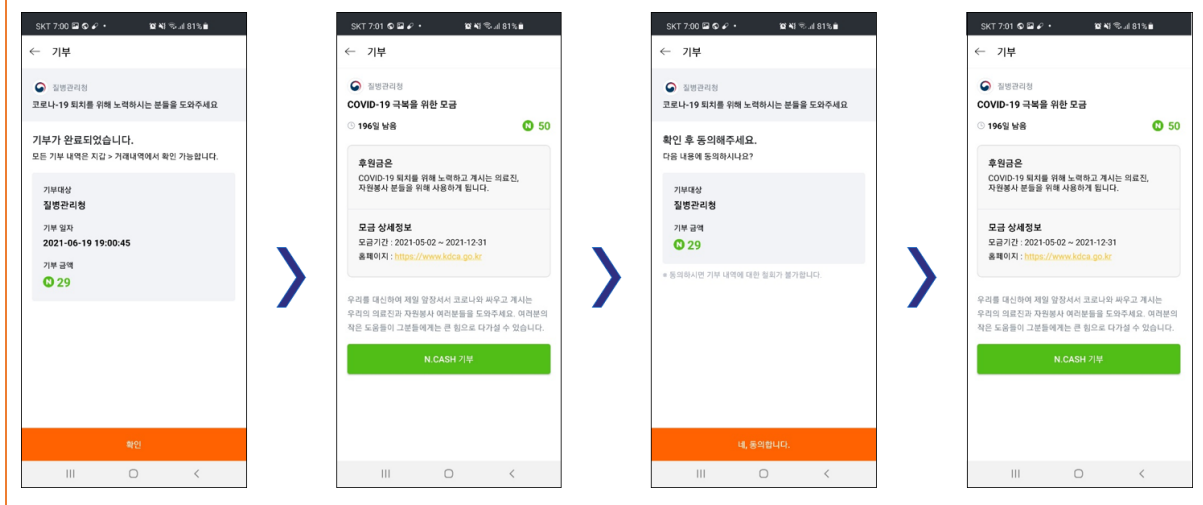 SKT 7:00
81%
기부
질병관리청
코로나-19 퇴치를 위해 노력하시는 분들을 도와주세요
기부가 완료되었습니다.
모든 기부 내역은 지갑 > 거래내역에서 확인 가능합니다.
기부대상
질병관리청
기부 일자
2021-06-19 19:00:45
기부 금액
N 29
확인
SKT 7:01
81%
기부
질병관리청
COVID-19 극복을 위한 모금
196일 남음
N 50
후원금은
COVID-19 퇴치를 위해 노력하고 계시는 의료진,
자원봉사 분들을 위해 사용하게 됩니다.
모금 상세정보
모금기간 : 2021-05-02 ~ 2021-12-31
홈페이지 : https://www.kdca.go.kr
우리를 대신하여 제일 앞장서서 코로나와 싸우고 계시는
우리의 의료진과 자원봉사 여러분들을 도와주세요. 여러분의
작은 도움들이 그분들에게는 큰 힘으로 다가설 수 있습니다.
N.CASH 기부
SKT 7:00
81%
기부
질병관리청
코로나-19 퇴치를 위해 노력하시는 분들을 도와주세요
확인 후 동의해주세요.
다음 내용에 동의하시나요?
기부대상
질병관리청
기부 금액
N 29
* 동의하시면 기부 내역에 대한 철회가 불가합니다.
네, 동의합니다.
SKT 7:01
81%
기부
질병관리청
COVID-19 극복을 위한 모금
196일 남음
N 50
후원금은
COVID-19 퇴치를 위해 노력하고 계시는 의료진,
자원봉사 분들을 위해 사용하게 됩니다.
모금 상세정보
모금기간 : 2021-05-02 ~ 2021-12-31
홈페이지 : https://www.kdca.go.kr
우리를 대신하여 제일 앞장서서 코로나와 싸우고 계시는
우리의 의료진과 자원봉사 여러분들을 도와주세요. 여러분의
작은 도움들이 그분들에게는 큰 힘으로 다가설 수 있습니다.
N.CASH 기부